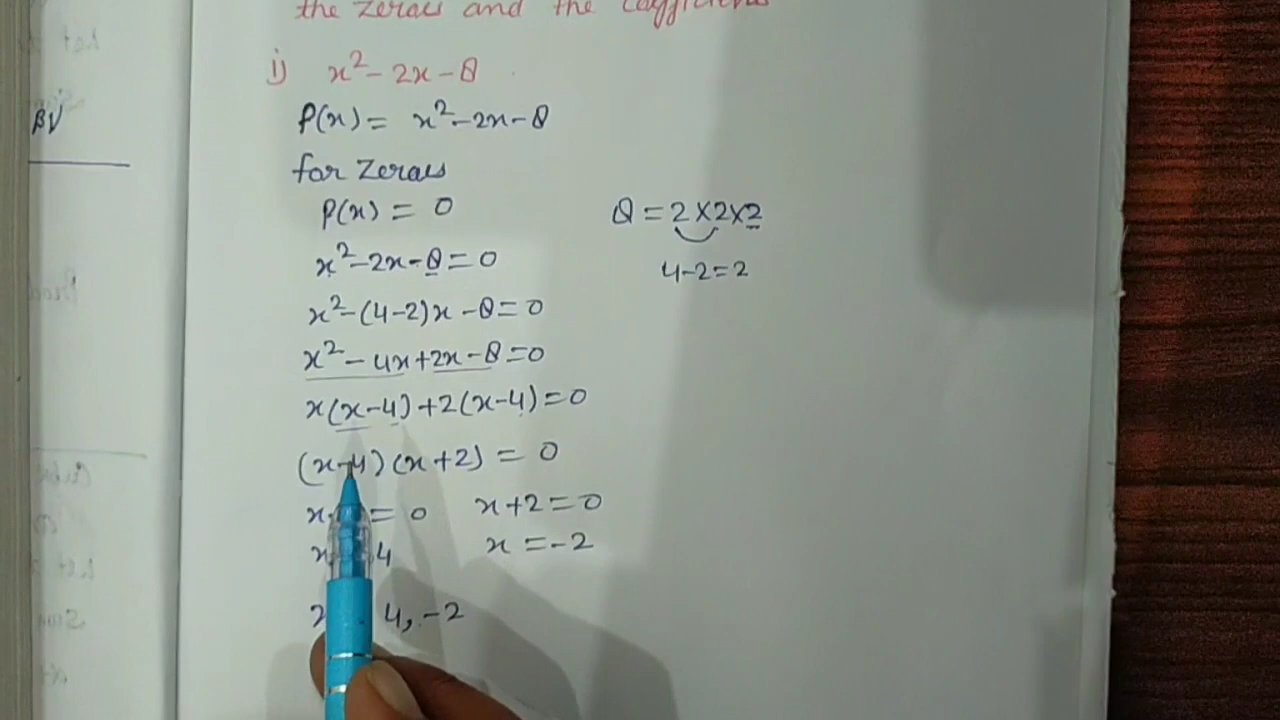 the zeroes and the coefficients
i) x² - 2x - 8
βγ
P(x) = x² - 2x - 8
for Zeroes
P(x) = 0
8 = 2×2×2
x² - 2x - 8 = 0
4-2=2
x² - (4-2)x - 8 = 0
x² - 4x + 2x - 8 = 0
x(x-4) + 2(x-4) = 0
(x-4)(x+2) = 0
= 0 x+2 = 0
4 x = -2
4, -2